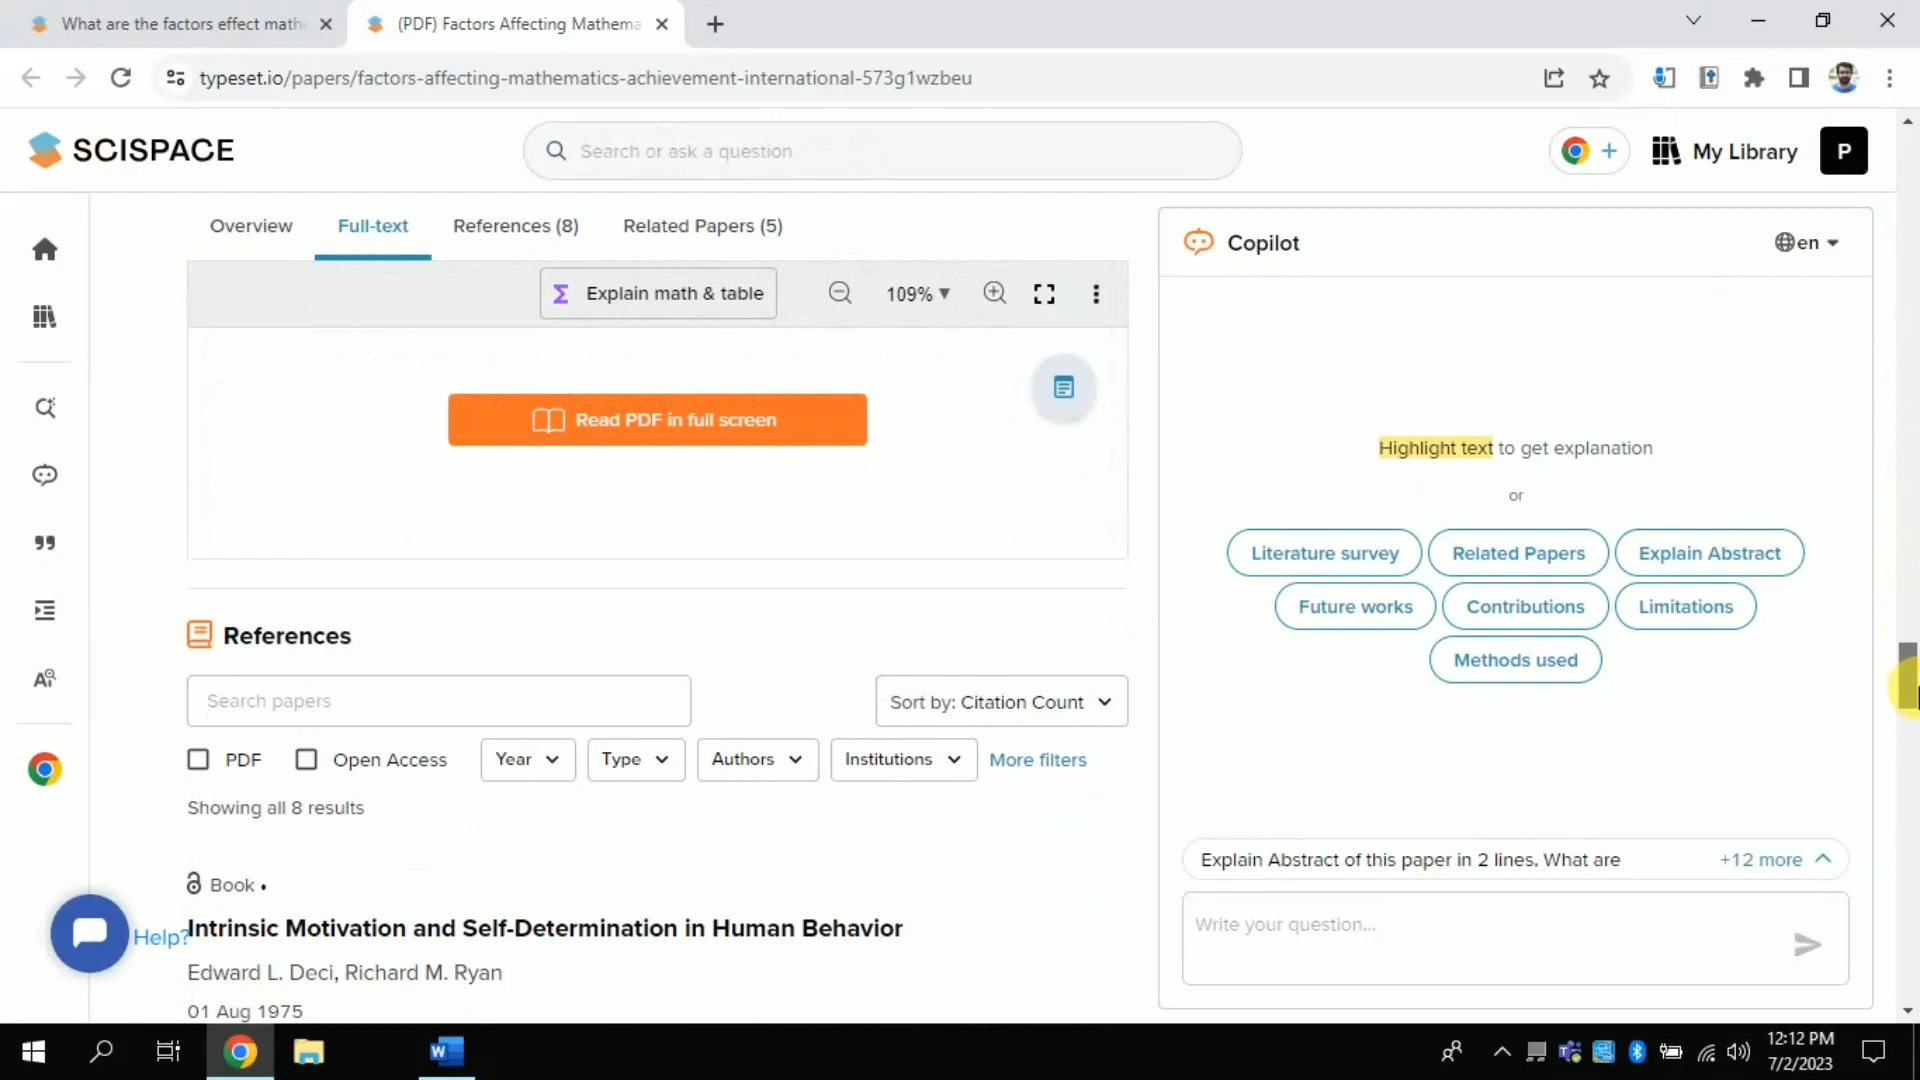 What are the factors effect math
(PDF) Factors Affecting Mathema
typeset.io/papers/factors-affecting-mathematics-achievement-international-573g1wzbeu
SCISPACE
Search or ask a question
My Library
P
Overview
Full-text
References (8)
Related Papers (5)
Copilot
en
Explain math & table
109%
Read PDF in full screen
Highlight text to get explanation
or
Literature survey
Related Papers
Explain Abstract
Future works
Contributions
Limitations
Methods used
References
Search papers
Sort by: Citation Count
PDF
Open Access
Year
Type
Authors
Institutions
More filters
Showing all 8 results
Book •
Intrinsic Motivation and Self-Determination in Human Behavior
Edward L. Deci, Richard M. Ryan
01 Aug 1975
Help?
Explain Abstract of this paper in 2 lines. What are
+12 more
Write your question...
12:12 PM
7/2/2023